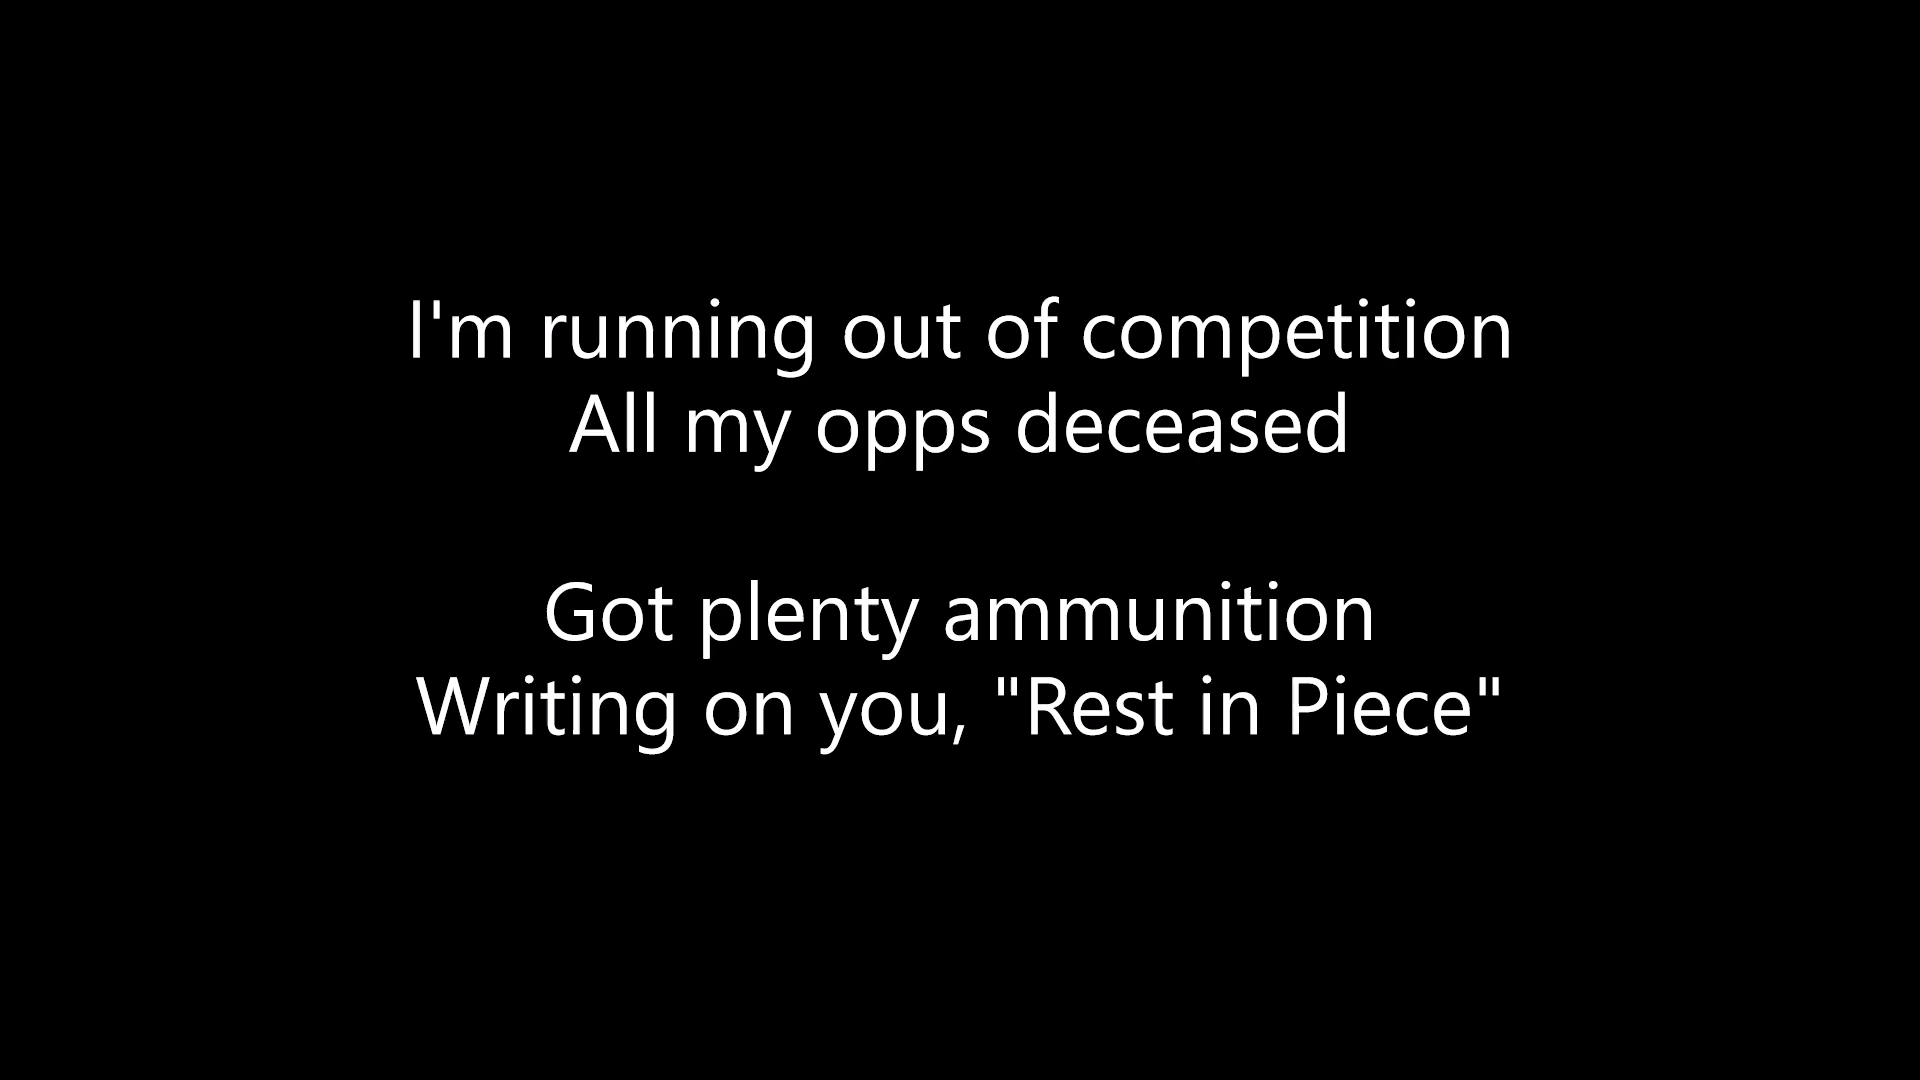 I'm running out of competition
All my opps deceased
Got plenty ammunition
Writing on you, "Rest in Piece"